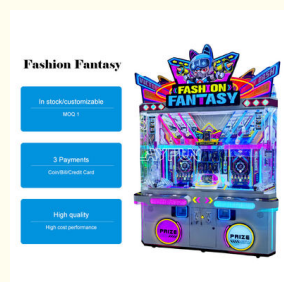 Fashion Fantasy
In stock/customizable
MOQ 1
3 Payments
Coin/Bill/Credit Card
High quality
High cost performance
FASHION
FANTASY
PRIZE
PRIZE